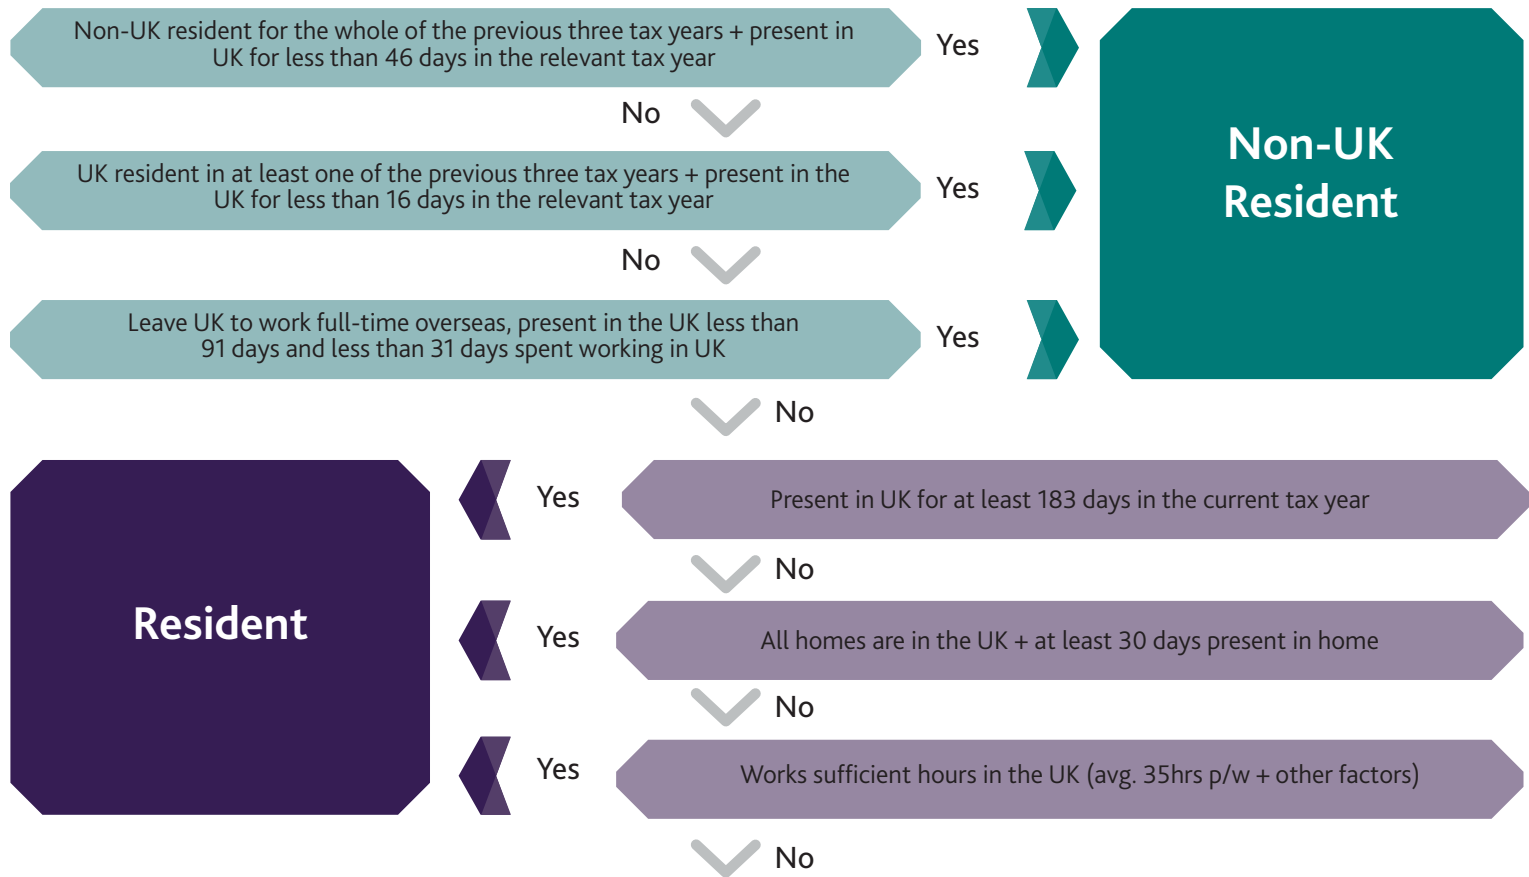 Non-UK resident for the whole of the previous three tax years + present in
UK for less than 46 days in the relevant tax year
Yes
Non-UK
Resident
No
UK resident in at least one of the previous three tax years + present in the
UK for less than 16 days in the relevant tax year
Yes
No
Leave UK to work full-time overseas, present in the UK less than
91 days and less than 31 days spent working in UK
Yes
No
Resident
Yes
Present in UK for at least 183 days in the current tax year
No
Yes
All homes are in the UK + at least 30 days present in home
No
Yes
Works sufficient hours in the UK (avg. 35hrs p/w + other factors)
No